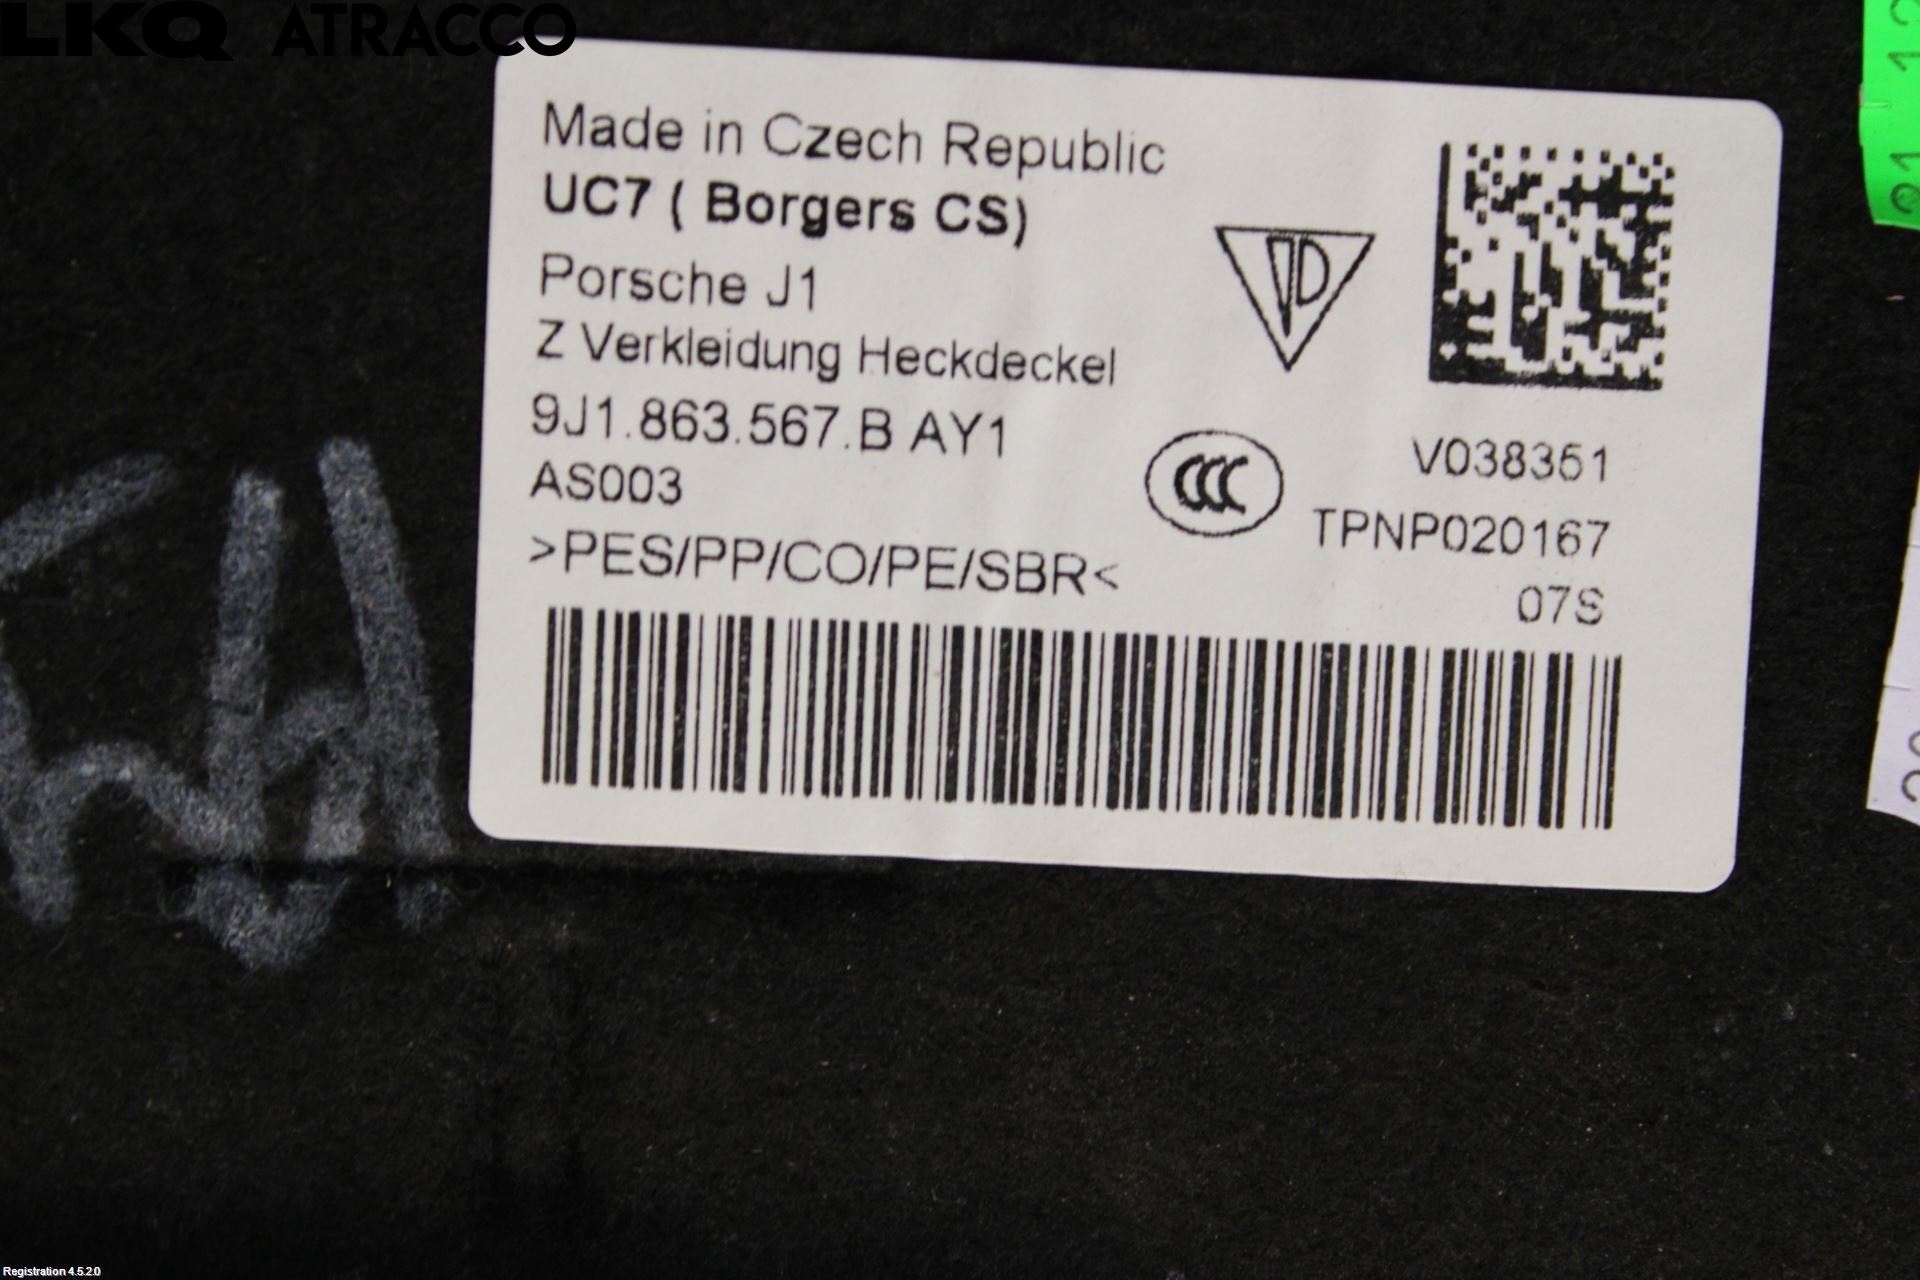 LKQ ATRACCO
Made in Czech Republic
UC7 ( Borgers CS)
Porsche J1
Z Verkleidung Heckdeckel
9J1.863.567.B AY1
AS003
>PES/PP/CO/PE/SBR<
CCC
V038351
TPNP020167
07S
Registration 4.5.2.0